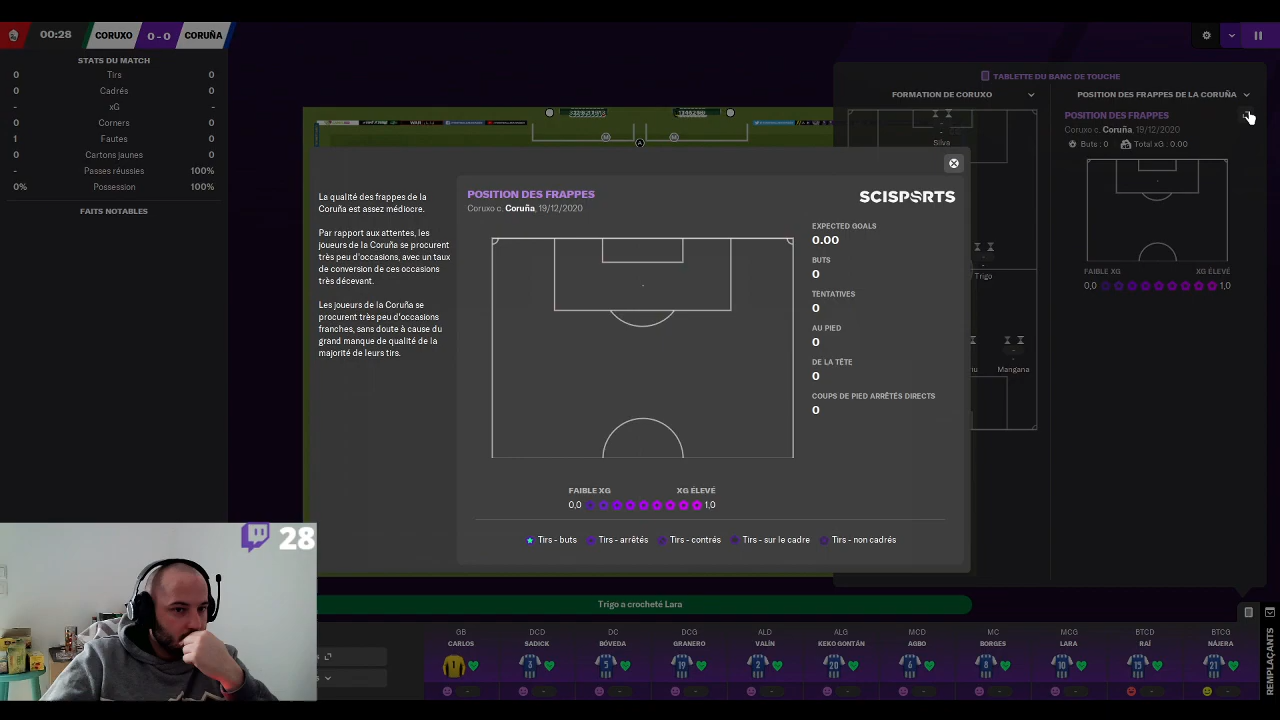 00:28
CORUXO
0 - 0
CORUÑA
STATS DU MATCH
0 Tirs 0
0 Cadrés 0
- xG -
0 Corners 0
1 Fautes 0
0 Cartons jaunes 0
- Passes réussies 100%
0% Possession 100%
FAITS NOTABLES
TABLETTE DU BANC DE TOUCHE
FORMATION DE CORUXO
POSITION DES FRAPPES DE LA CORUÑA
Silva
Trigo
Mangana
POSITION DES FRAPPES
Coruxo c. Coruña, 19/12/2020
Buts : 0 Total xG : 0.00
FAIBLE XG XG ÉLEVÉ
0,0 1,0
La qualité des frappes de la
Coruña est assez médiocre.
Par rapport aux attentes, les
joueurs de la Coruña se procurent
très peu d'occasions, avec un taux
de conversion de ces occasions
très décevant.
Les joueurs de la Coruña se
procurent très peu d'occasions
franches, sans doute à cause du
grand manque de qualité de la
majorité de leurs tirs.
POSITION DES FRAPPES
Coruxo c. Coruña, 19/12/2020
SCISPORTS
EXPECTED GOALS
0.00
BUTS
0
TENTATIVES
0
AU PIED
0
DE LA TÊTE
0
COUPS DE PIED ARRÊTÉS DIRECTS
0
FAIBLE XG XG ÉLEVÉ
0,0 1,0
Tirs - buts Tirs - arrêtés Tirs - contrés Tirs - sur le cadre Tirs - non cadrés
28
Trigo a crocheté Lara
GB DCD DC DCG ALD ALG MCD MC MCG BTCD BTCG
CARLOS SADICK BÓVEDA GRANERO VALÍN KEKO GONTÁN AGBO BORGES LARA RAÍ NÁJERA
1 3 5 19 2 20 6 8 10 15 21
REMPLAÇANTS